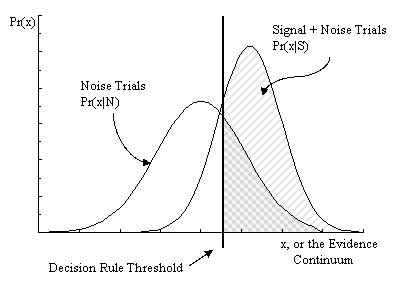 Pr(x)
Signal + Noise Trials
Pr(x|S)
Noise Trials
Pr(x|N)
x, or the Evidence
Continuum
Decision Rule Threshold